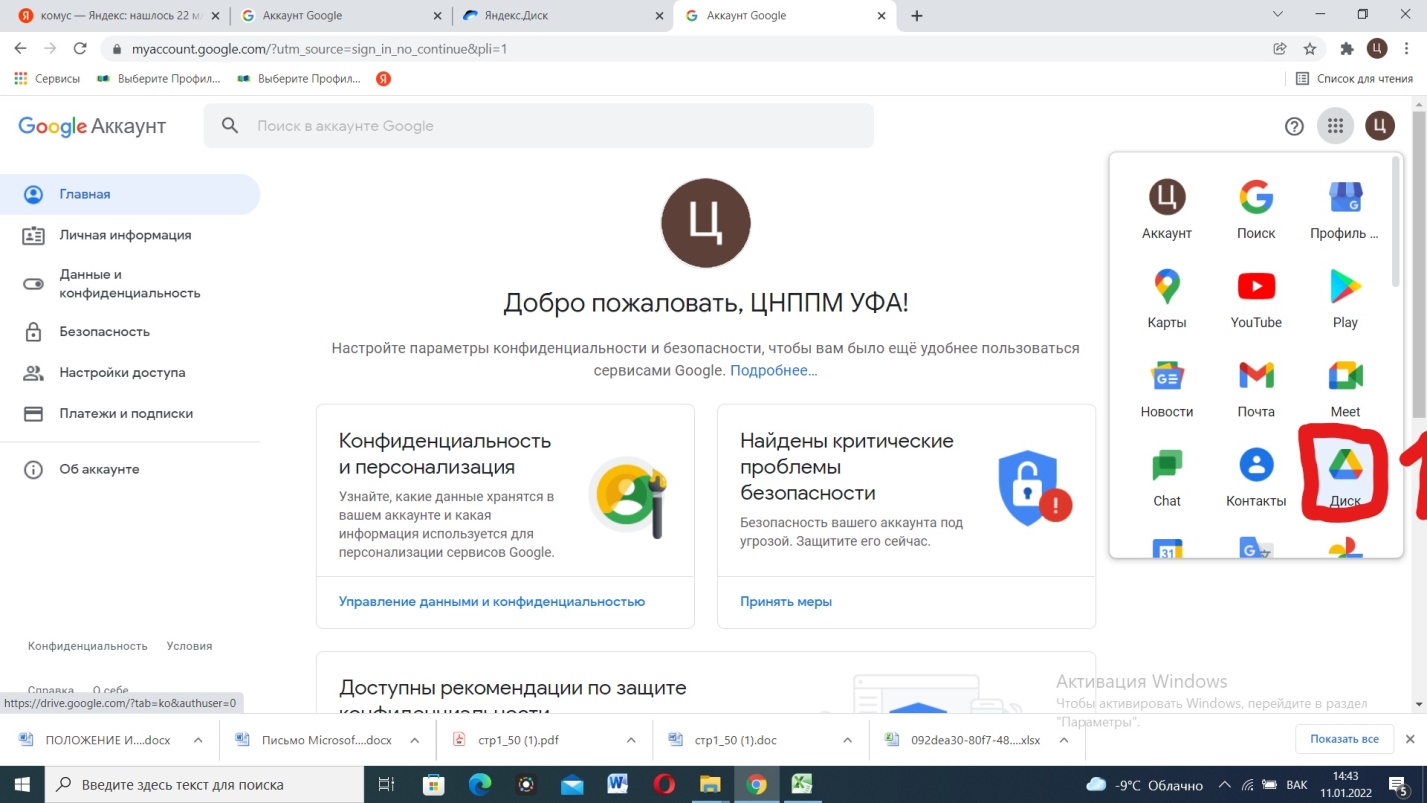 комус — Яндекс: нашлось 22 мл
Аккаунт Google
Яндекс.Диск
Аккаунт Google
myaccount.google.com/?utm_source=sign_in_no_continue&pli=1
Ц
Сервисы
Выберите Профил...
Выберите Профил...
Я
Список для чтения
Google Аккаунт
Поиск в аккаунте Google
Ц
Главная
Личная информация
Данные и
конфиденциальность
Безопасность
Настройки доступа
Платежи и подписки
Об аккаунте
Конфиденциальность Условия
Справка О себе
https://drive.google.com/?tab=ko&authuser=0
Ц
Добро пожаловать, ЦНППМ УФА!
Настройте параметры конфиденциальности и безопасности, чтобы вам было ещё удобнее пользоваться
сервисами Google. Подробнее...
Конфиденциальность
и персонализация
Узнайте, какие данные хранятся в
вашем аккаунте и какая
информация используется для
персонализации сервисов Google.
Управление данными и конфиденциальностью
Найдены критические
проблемы
безопасности
Безопасность вашего аккаунта под
угрозой. Защитите его сейчас.
Принять меры
Доступны рекомендации по защите
конфиденциальности
Ц
Аккаунт Поиск Профиль ...
Карты YouTube Play
Новости Почта Meet
Chat Контакты Диск
31
1
Активация Windows
Чтобы активировать Windows, перейдите в раздел
"Параметры".
ПОЛОЖЕНИЕ И....docx
Письмо Microsof....docx
стр1_50 (1).pdf
стр1_50 (1).doc
092dea30-80f7-48....xlsx
Показать все
Введите здесь текст для поиска
-9°C Облачно
ВАК
14:43
11.01.2022
5